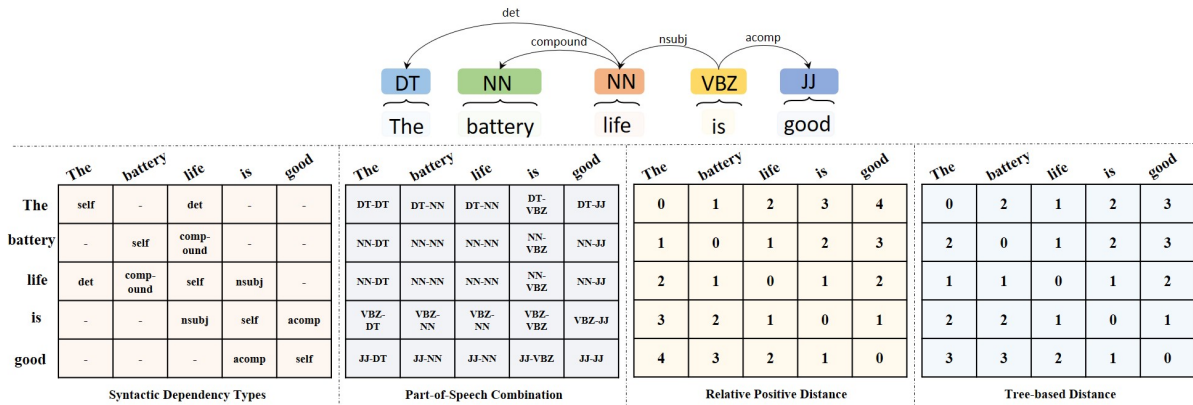 det
compound nsubj acomp
DT NN NN VBZ JJ
The battery life is good
The battery life is good The battery life is good The battery life is good The battery life is good
The self - det - - DT-DT DT-NN DT-NN DT-VBZ DT-JJ 0 1 2 3 4 0 2 1 2 3
battery - self comp-ound - - NN-DT NN-NN NN-NN NN-VBZ NN-JJ 1 0 1 2 3 2 0 1 2 3
life det comp-ound self nsubj - NN-DT NN-NN NN-NN NN-VBZ NN-JJ 2 1 0 1 2 1 1 0 1 2
is - - nsubj self acomp VBZ-DT VBZ-NN VBZ-NN VBZ-VBZ VBZ-JJ 3 2 1 0 1 2 2 1 0 1
good - - - acomp self JJ-DT JJ-NN JJ-NN JJ-VBZ JJ-JJ 4 3 2 1 0 3 3 2 1 0
Syntactic Dependency Types Part-of-Speech Combination Relative Positive Distance Tree-based Distance